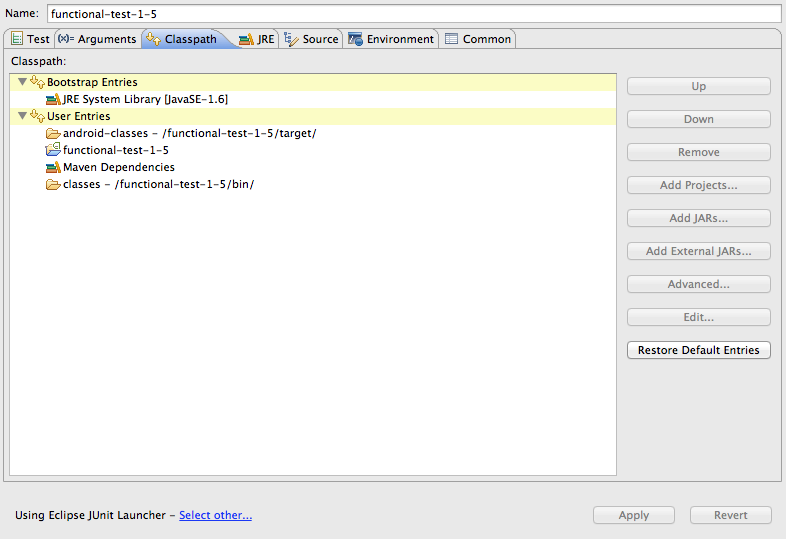 Name: functional-test-1-5
Test (x)= Arguments Classpath JRE Source Environment Common
Classpath:
Bootstrap Entries
JRE System Library [JavaSE-1.6]
User Entries
android-classes – /functional-test-1-5/target/
functional-test-1-5
Maven Dependencies
classes – /functional-test-1-5/bin/
Up
Down
Remove
Add Projects...
Add JARs...
Add External JARs...
Advanced...
Edit...
Restore Default Entries
Using Eclipse JUnit Launcher – Select other...
Apply Revert